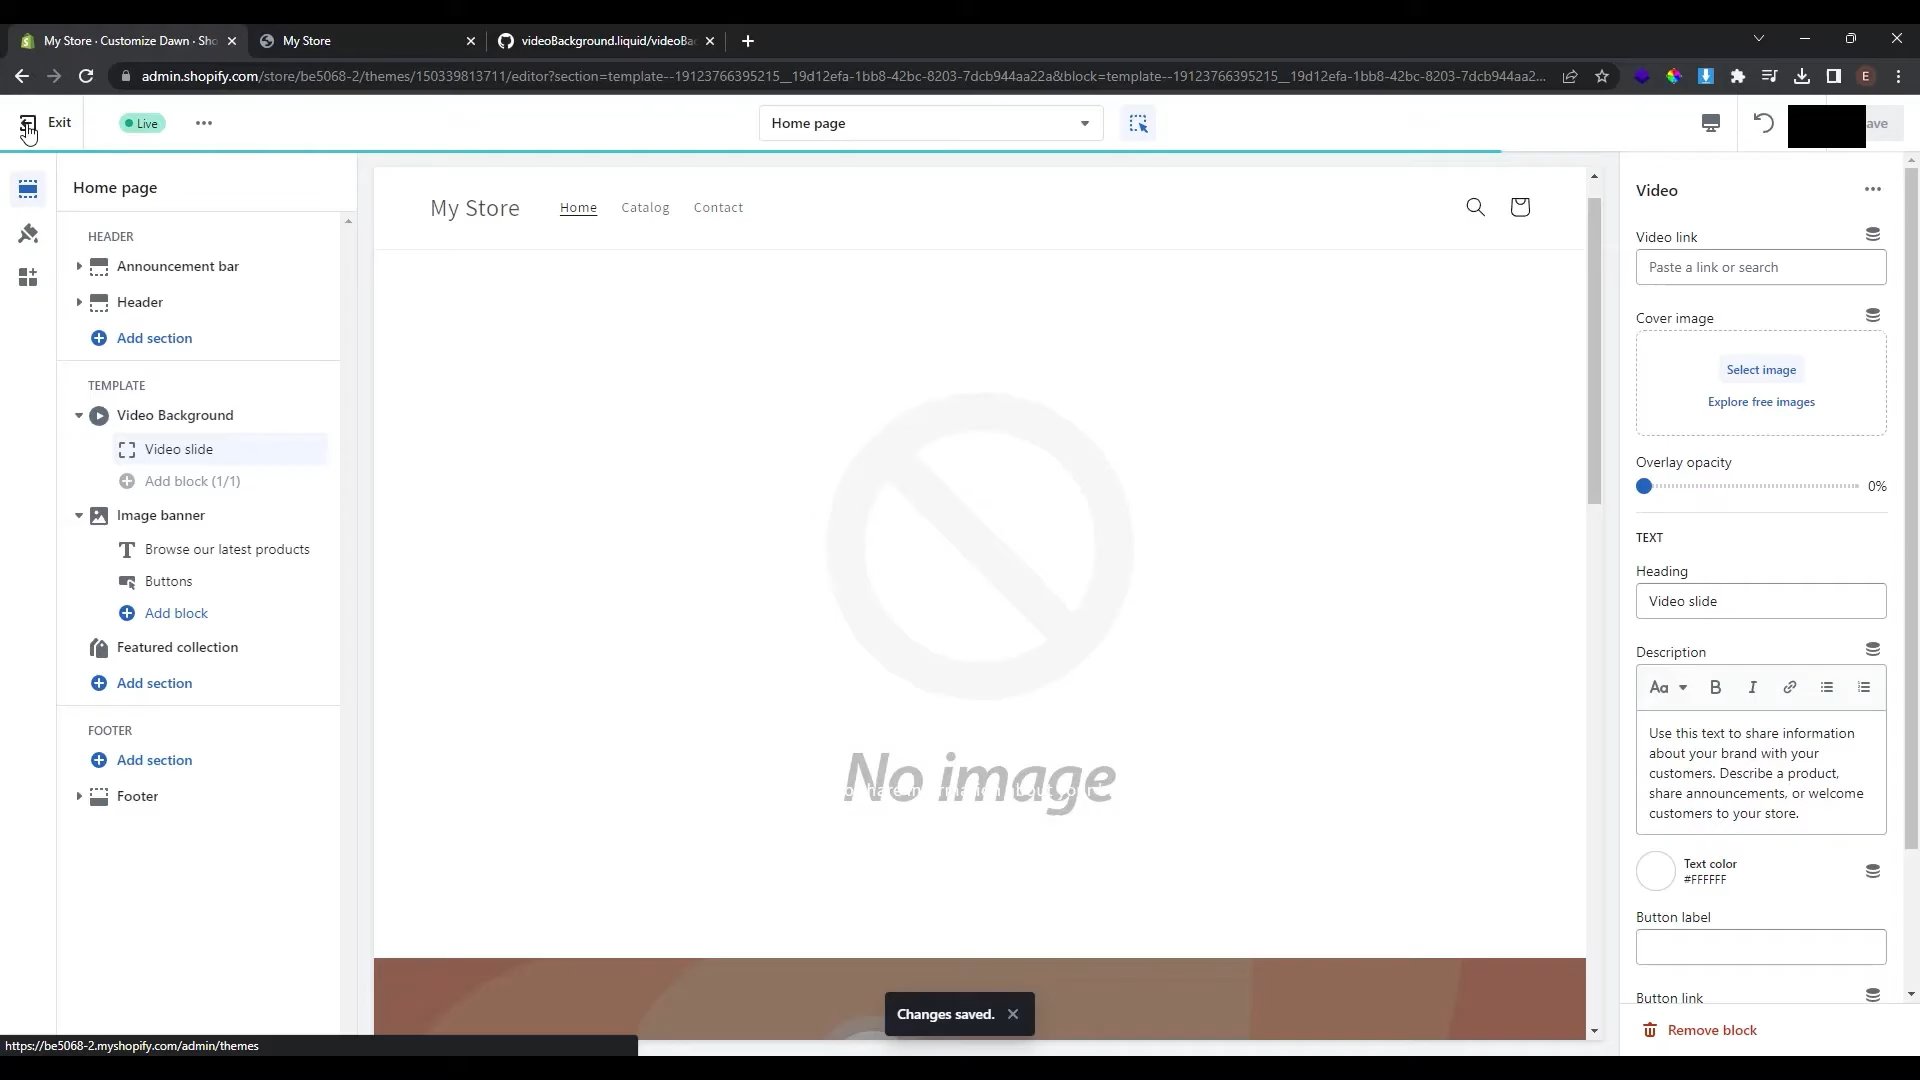 My Store · Customize Dawn · Sho
My Store
videoBackground.liquid/videoBa
admin.shopify.com/store/be5068-2/themes/150339813711/editor?section=template--19123766395215__19d12efa-1bb8-42bc-8203-7dcb944aa22a&block=template--19123766395215__19d12efa-1bb8-42bc-8203-7dcb944aa2...
E
Exit
Live
Home page
ave
Home page
HEADER
Announcement bar
Header
Add section
TEMPLATE
Video Background
Video slide
Add block (1/1)
Image banner
Browse our latest products
Buttons
Add block
Featured collection
Add section
FOOTER
Add section
Footer
https://be5068-2.myshopify.com/admin/themes
My Store
Home
Catalog
Contact
No image
Changes saved.
Video
Video link
Paste a link or search
Cover image
Select image
Explore free images
Overlay opacity
0%
TEXT
Heading
Video slide
Description
Aa
B
I
Use this text to share information
about your brand with your
customers. Describe a product,
share announcements, or welcome
customers to your store.
Text color
#FFFFFF
Button label
Button link
Remove block